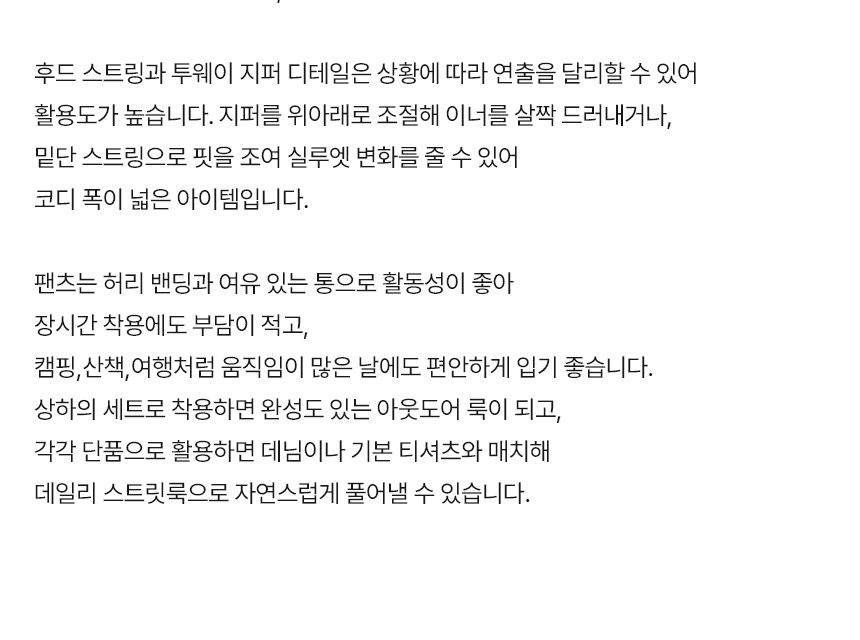 후드 스트링과 투웨이 지퍼 디테일은 상황에 따라 연출을 달리할 수 있어
활용도가 높습니다. 지퍼를 위아래로 조절해 이너를 살짝 드러내거나,
밑단 스트링으로 핏을 조여 실루엣 변화를 줄 수 있어
코디 폭이 넓은 아이템입니다.
팬츠는 허리 밴딩과 여유 있는 통으로 활동성이 좋아
장시간 착용에도 부담이 적고,
캠핑,산책,여행처럼 움직임이 많은 날에도 편안하게 입기 좋습니다.
상하의 세트로 착용하면 완성도 있는 아웃도어 룩이 되고,
각각 단품으로 활용하면 데님이나 기본 티셔츠와 매치해
데일리 스트릿룩으로 자연스럽게 풀어낼 수 있습니다.